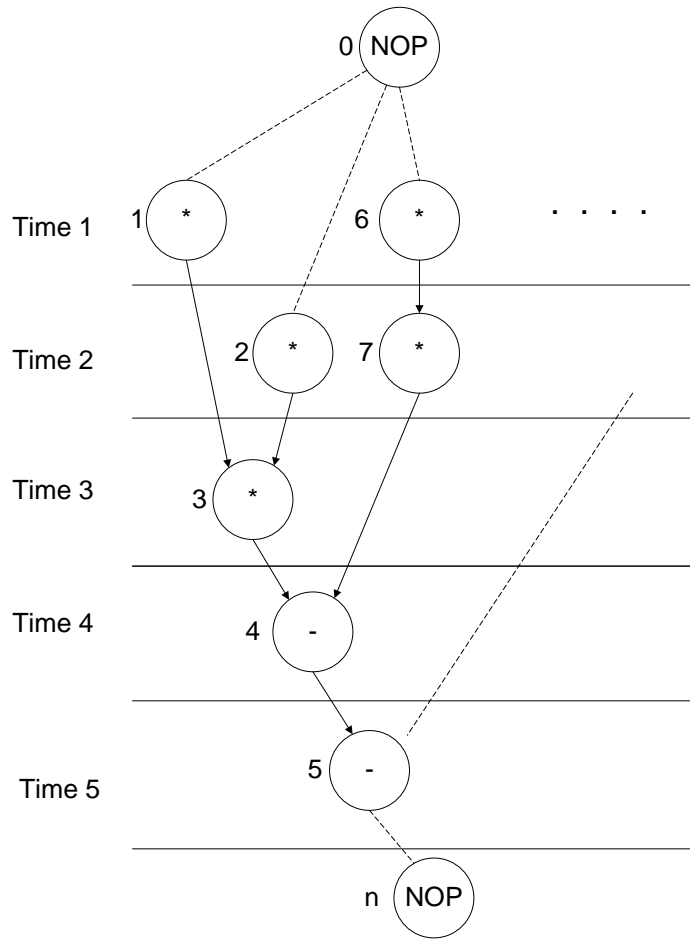 0 NOP
Time 1 1 * 6 * . . . .
Time 2 2 * 7 *
Time 3 3 *
Time 4 4 -
Time 5 5 -
n NOP